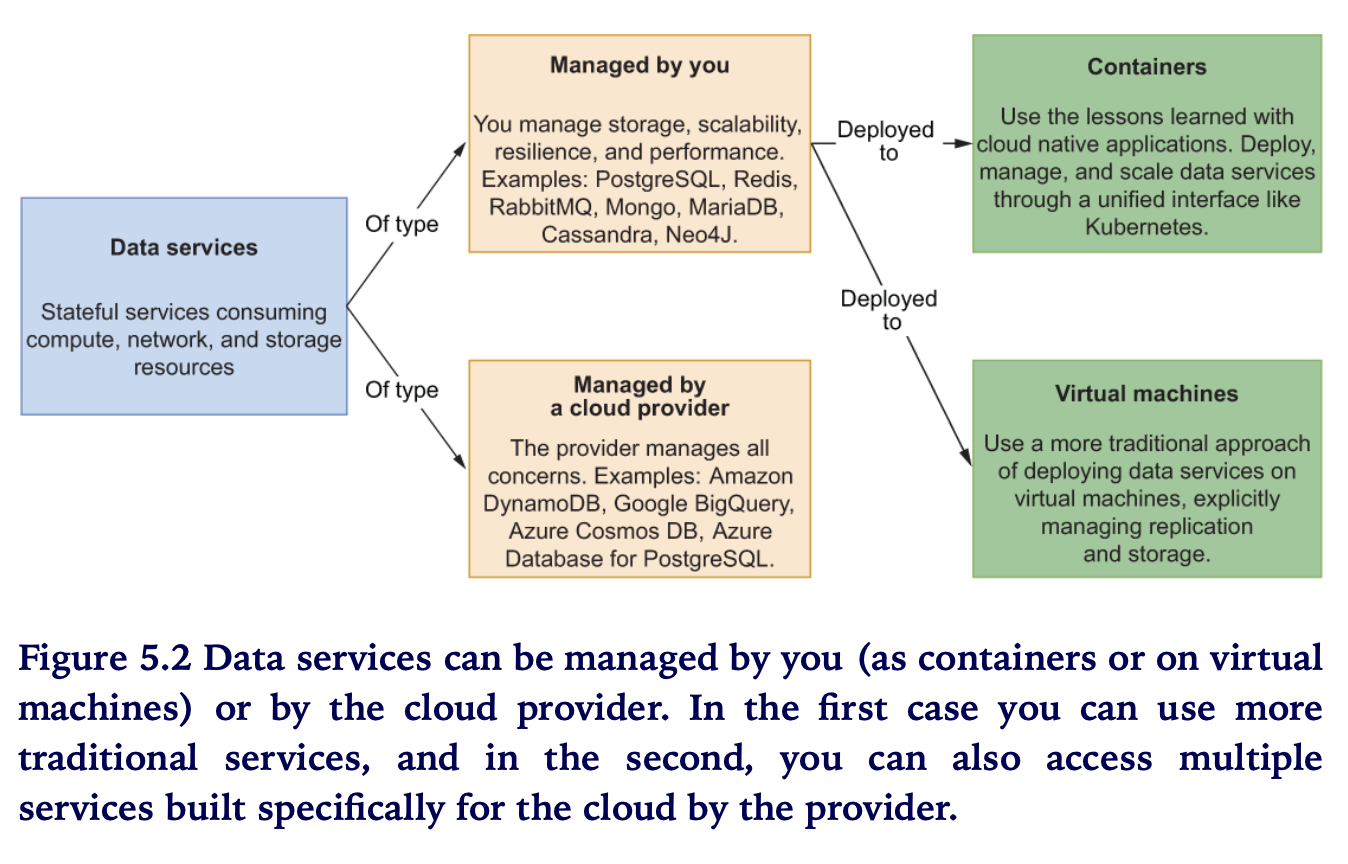 Data services
Stateful services consuming
compute, network, and storage
resources
Of type
Of type
Managed by you
You manage storage, scalability,
resilience, and performance.
Examples: PostgreSQL, Redis,
RabbitMQ, Mongo, MariaDB,
Cassandra, Neo4J.
Managed by
a cloud provider
The provider manages all
concerns. Examples: Amazon
DynamoDB, Google BigQuery,
Azure Cosmos DB, Azure
Database for PostgreSQL.
Deployed
to
Deployed
to
Containers
Use the lessons learned with
cloud native applications. Deploy,
manage, and scale data services
through a unified interface like
Kubernetes.
Virtual machines
Use a more traditional approach
of deploying data services on
virtual machines, explicitly
managing replication
and storage.
Figure 5.2 Data services can be managed by you (as containers or on virtual
machines) or by the cloud provider. In the first case you can use more
traditional services, and in the second, you can also access multiple
services built specifically for the cloud by the provider.